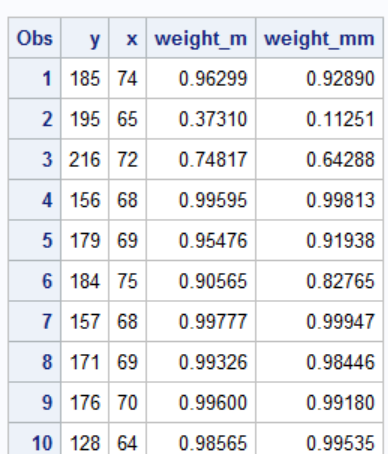 Obs y x weight_m weight_mm
1 185 74 0.96299 0.92890
2 195 65 0.37310 0.11251
3 216 72 0.74817 0.64288
4 156 68 0.99595 0.99813
5 179 69 0.95476 0.91938
6 184 75 0.90565 0.82765
7 157 68 0.99777 0.99947
8 171 69 0.99326 0.98446
9 176 70 0.99600 0.99180
10 128 64 0.98565 0.99535